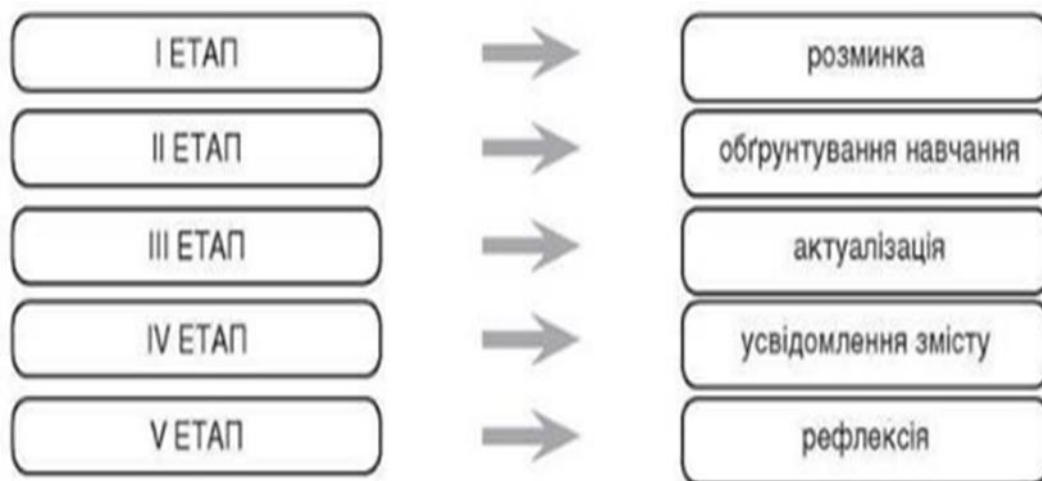 І ЕТАП
розминка
ІІ ЕТАП
обґрунтування навчання
ІІІ ЕТАП
актуалізація
IV ЕТАП
усвідомлення змісту
V ЕТАП
рефлексія